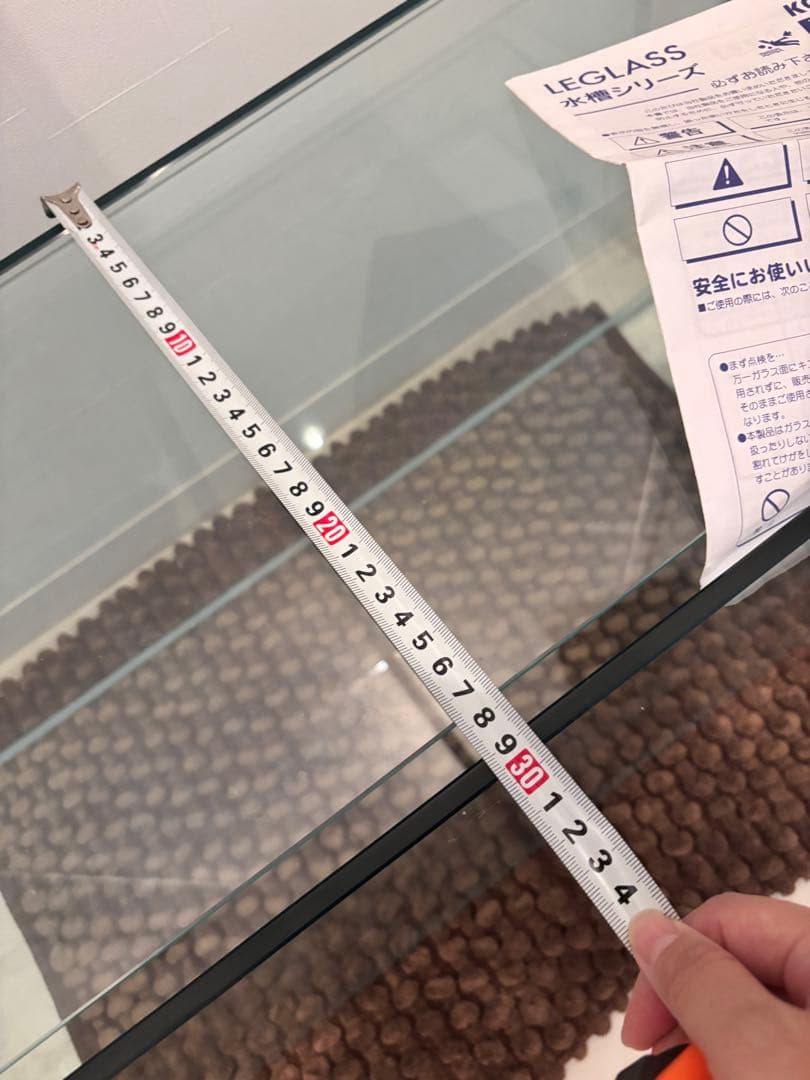 LEGLASS
水槽シリーズ
必ずお読み下さ
警告
注意
安全にお使いい
■ご使用の際には、次のこ
●まず点検を…
万一ガラス面にキズ
用されずに、販売
そのままご使用さ
なります。
●本製品はガラス
扱ったりしない
割れてけがをし
すことがありま
3 4 5 6 7 8 9 10 1 2 3 4 5 6 7 8 9 20 1 2 3 4 5 6 7 8 9 30 1 2 3 4